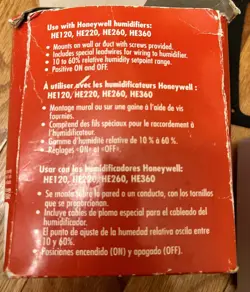 Use with Honeywell humidifiers:
HE120, HE220, HE260, HE360
• Mounts on wall or duct with screws provided.
• Includes special leadwires for wiring to humidifier.
• 10 to 60% relative humidity setpoint range.
• Positive ON and OFF.
A utiliser avec les humidificateurs Honeywell :
HE120, HE220, HE260, HE360
• Montage mural ou sur une gaine à l'aide de vis
fournies.
• Comprend des fils spéciaux pour le raccordement à
l'humidificateur.
• Gamme d'humidité relative de 10 % à 60 %.
• Réglages «ON» et «OFF».
Usar con los humidificadores Honeywell:
HE120, HE220, HE260, HE360
• Se monta sobre la pared o un conducto, con los tornillos
que se proporcionan.
• Incluye cables de plomo especial para el cableado del
humidificador.
• El punto de ajuste de la humedad relativa oscila entre
10 y 60%.
• Posiciones encendido (ON) y apagado (OFF).